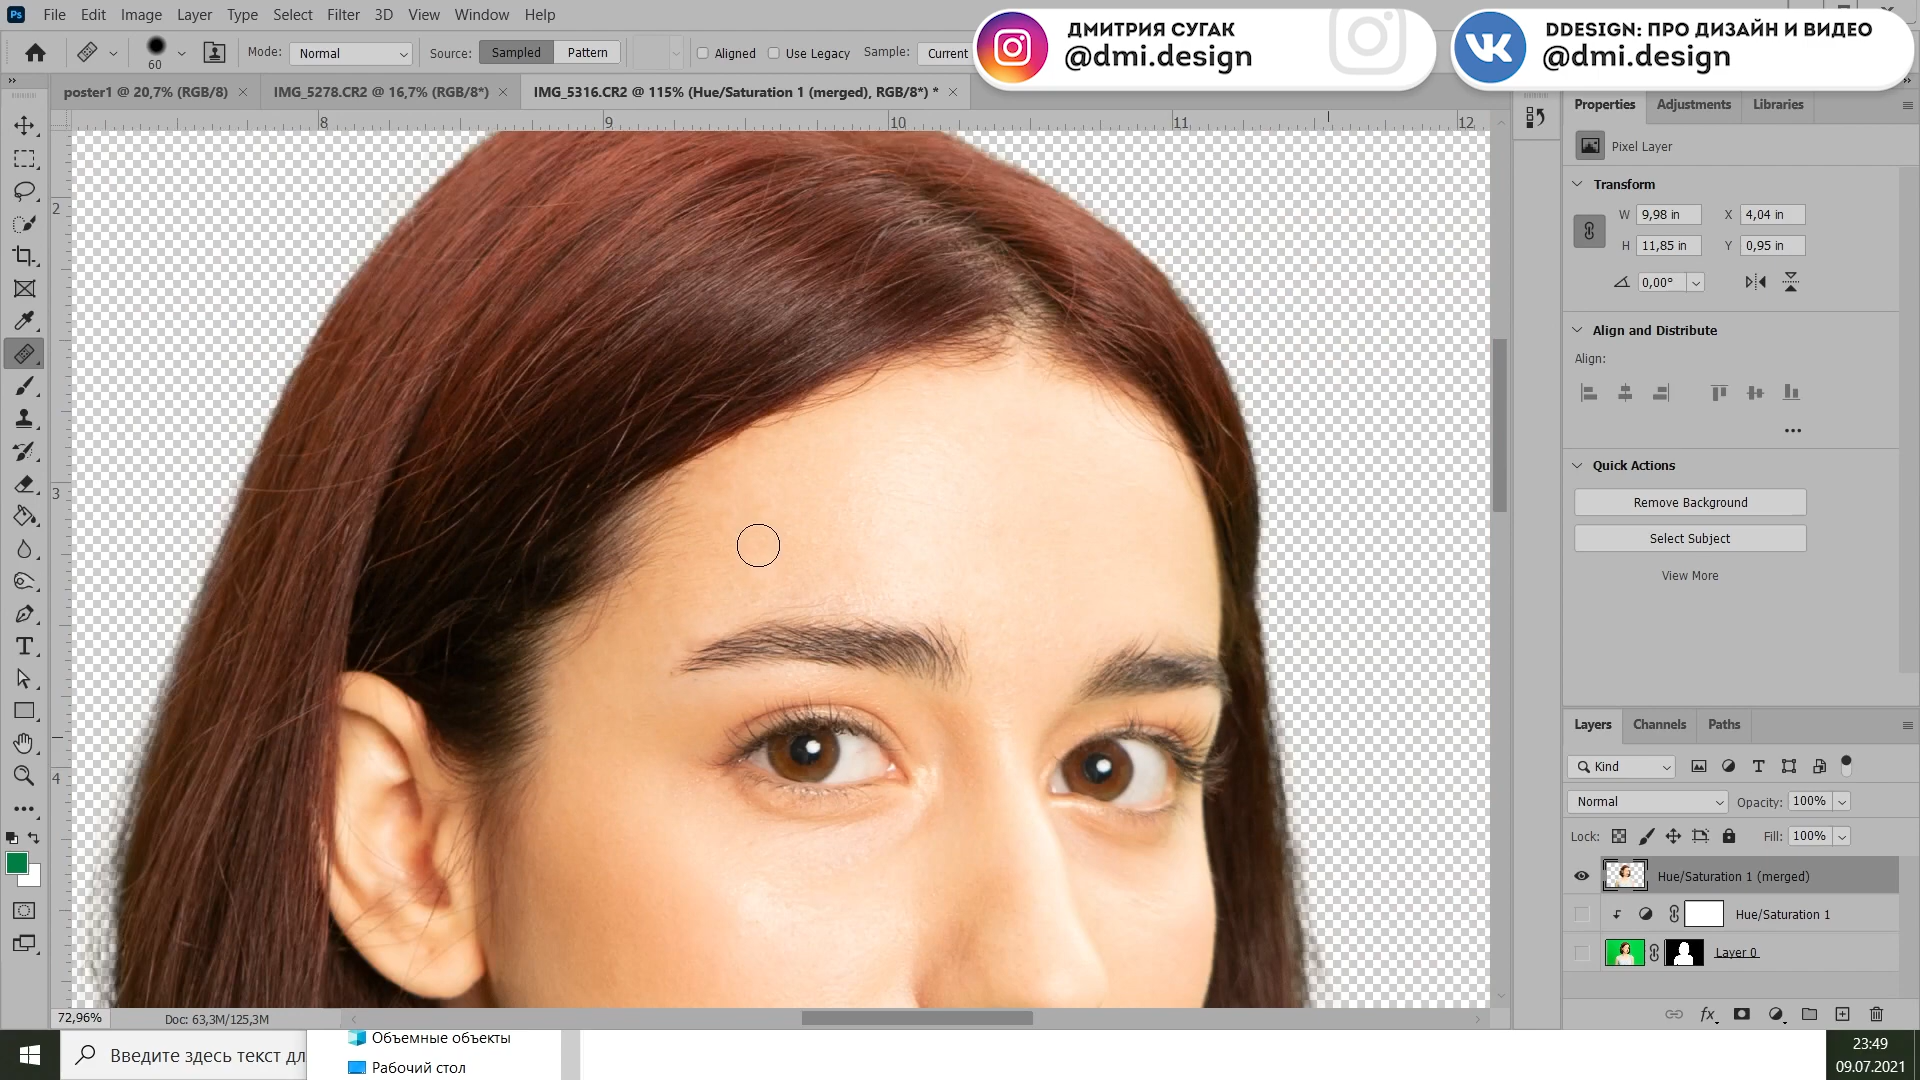 File Edit Image Layer Type Select Filter 3D View Window Help
ДМИТРИЯ СУГАК
@dmi.design
DDESIGN: ПРО ДИЗАЙН И ВИДЕО
@dmi.design
60
Mode: Normal
Source: Sampled Pattern
Aligned Use Legacy Sample: Current
poster1 @ 20,7% (RGB/8)
IMG_5278.CR2 @ 16,7% (RGB/8*)
IMG_5316.CR2 @ 115% (Hue/Saturation 1 (merged), RGB/8*) *
8 9 10 11 12
2
3
4
Properties Adjustments Libraries
Pixel Layer
Transform
W 9,98 in X 4,04 in
H 11,85 in Y 0,95 in
0,00°
Align and Distribute
Align:
Quick Actions
Remove Background
Select Subject
View More
Layers Channels Paths
Kind
Normal Opacity: 100%
Lock: Fill: 100%
Hue/Saturation 1 (merged)
Hue/Saturation 1
Layer 0
fx
72,96% Doc: 63,3M/125,3M
Объемные объекты
Введите здесь текст дл
Рабочий стол
23:49
09.07.2021